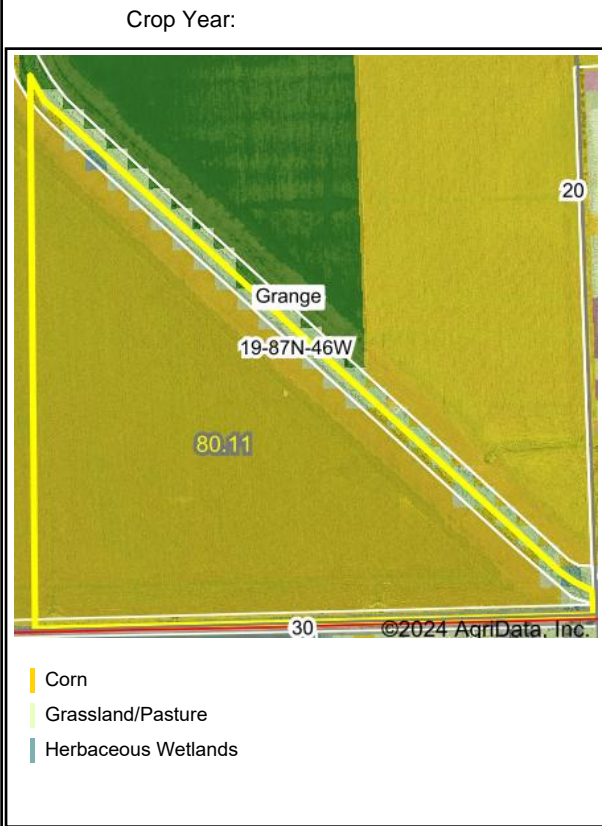 Crop Year:
20
Grange
19-87N-46W
80.11
30
©2024 AgriData, Inc.
Corn
Grassland/Pasture
Herbaceous Wetlands